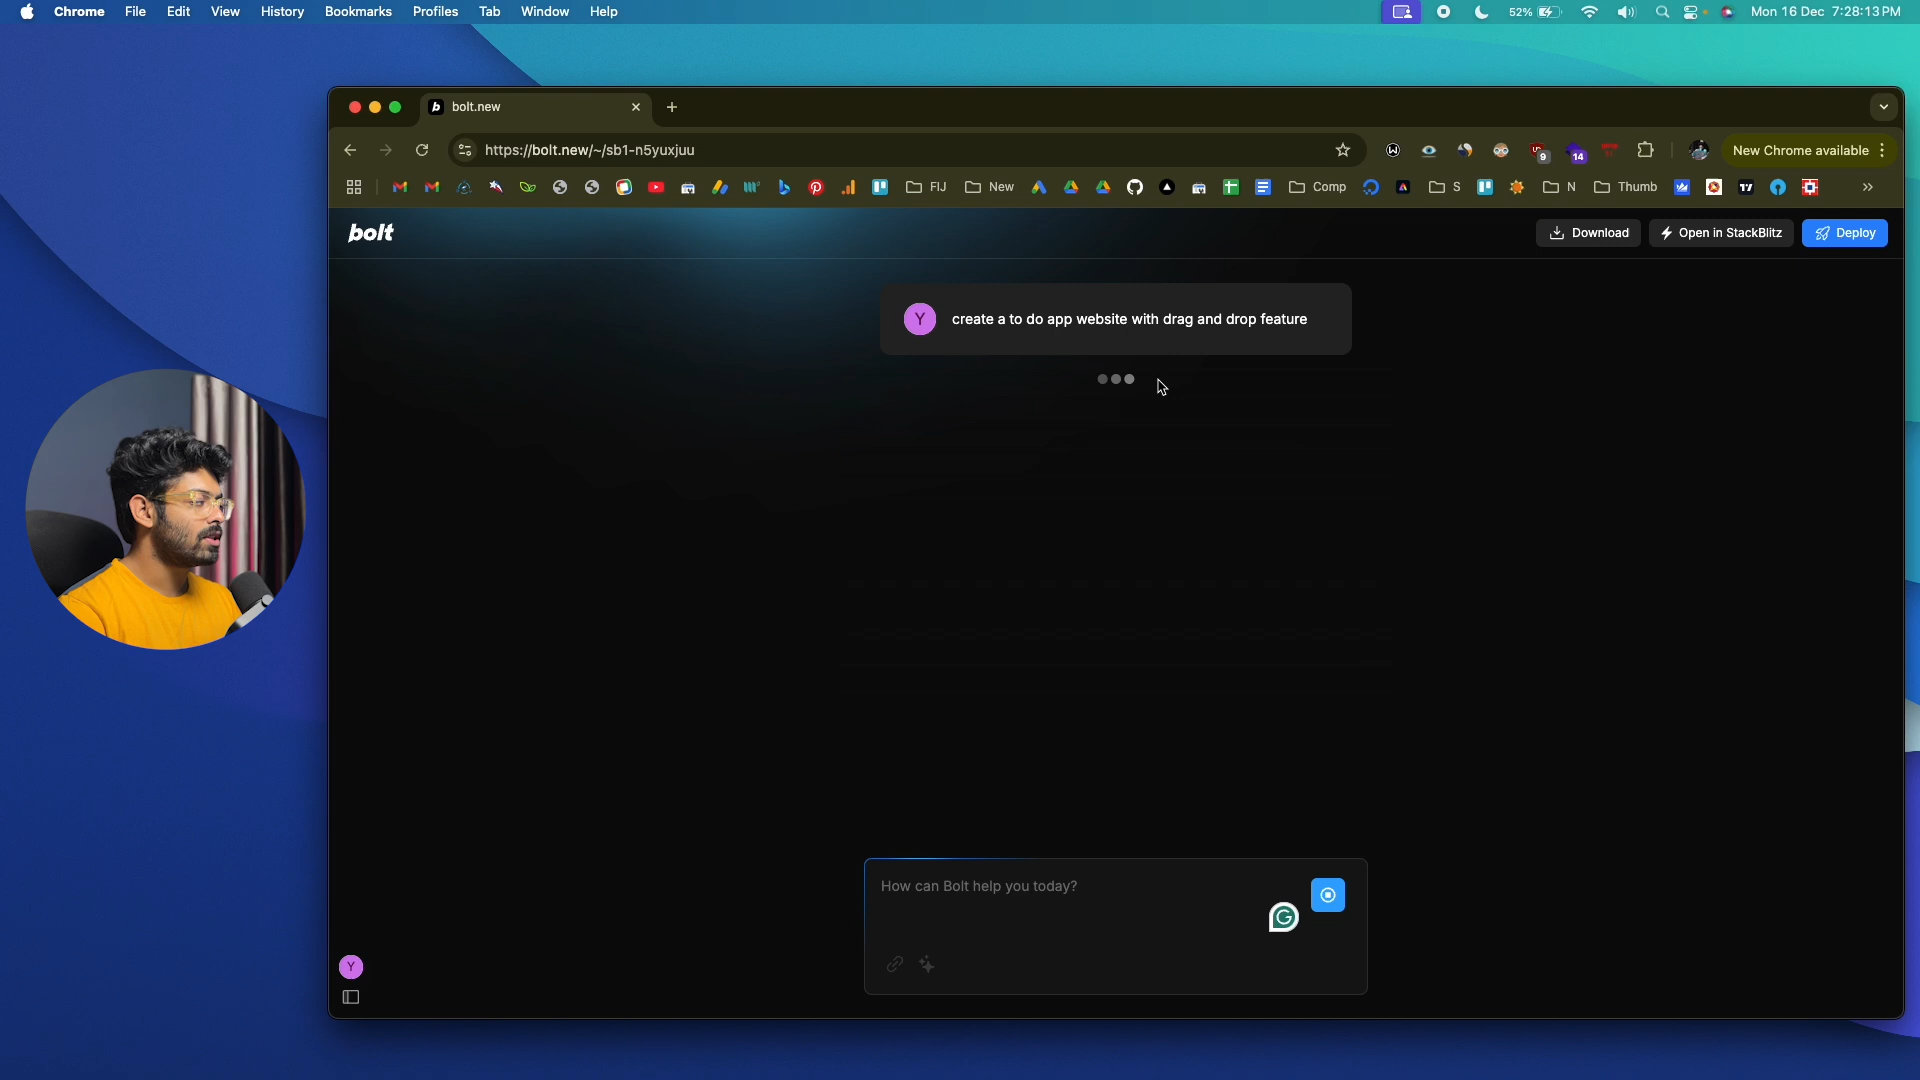 Chrome File Edit View History Bookmarks Profiles Tab Window Help 52% Mon 16 Dec 7:28:13 PM
b bolt.new
https://bolt.new/~/sb1-n5yuxjuu 9 14 New Chrome available
FIJ New Comp S N Thumb
bolt Download Open in StackBlitz Deploy
Y create a to do app website with drag and drop feature
How can Bolt help you today?
G
Y